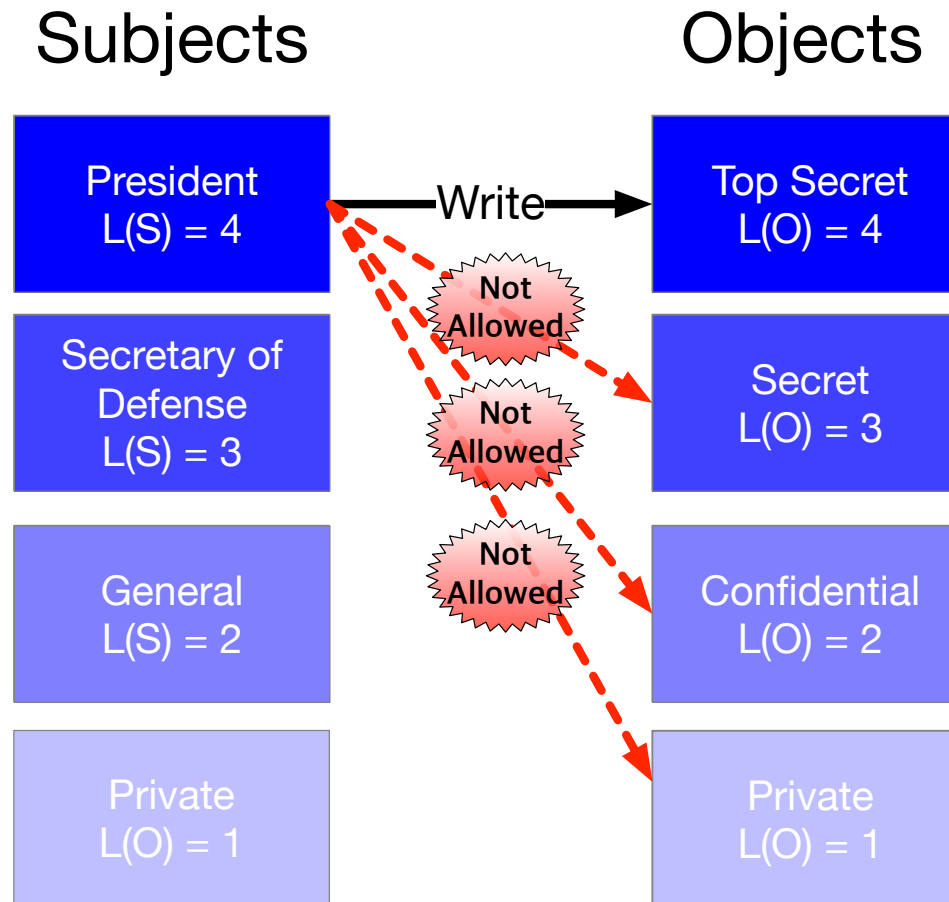 Subjects
Objects
President
L(S) = 4
Write
Top Secret
L(O) = 4
Not
Allowed
Secretary of
Defense
L(S) = 3
Not
Allowed
Secret
L(O) = 3
Not
Allowed
General
L(S) = 2
Confidential
L(O) = 2
Private
L(O) = 1
Private
L(O) = 1